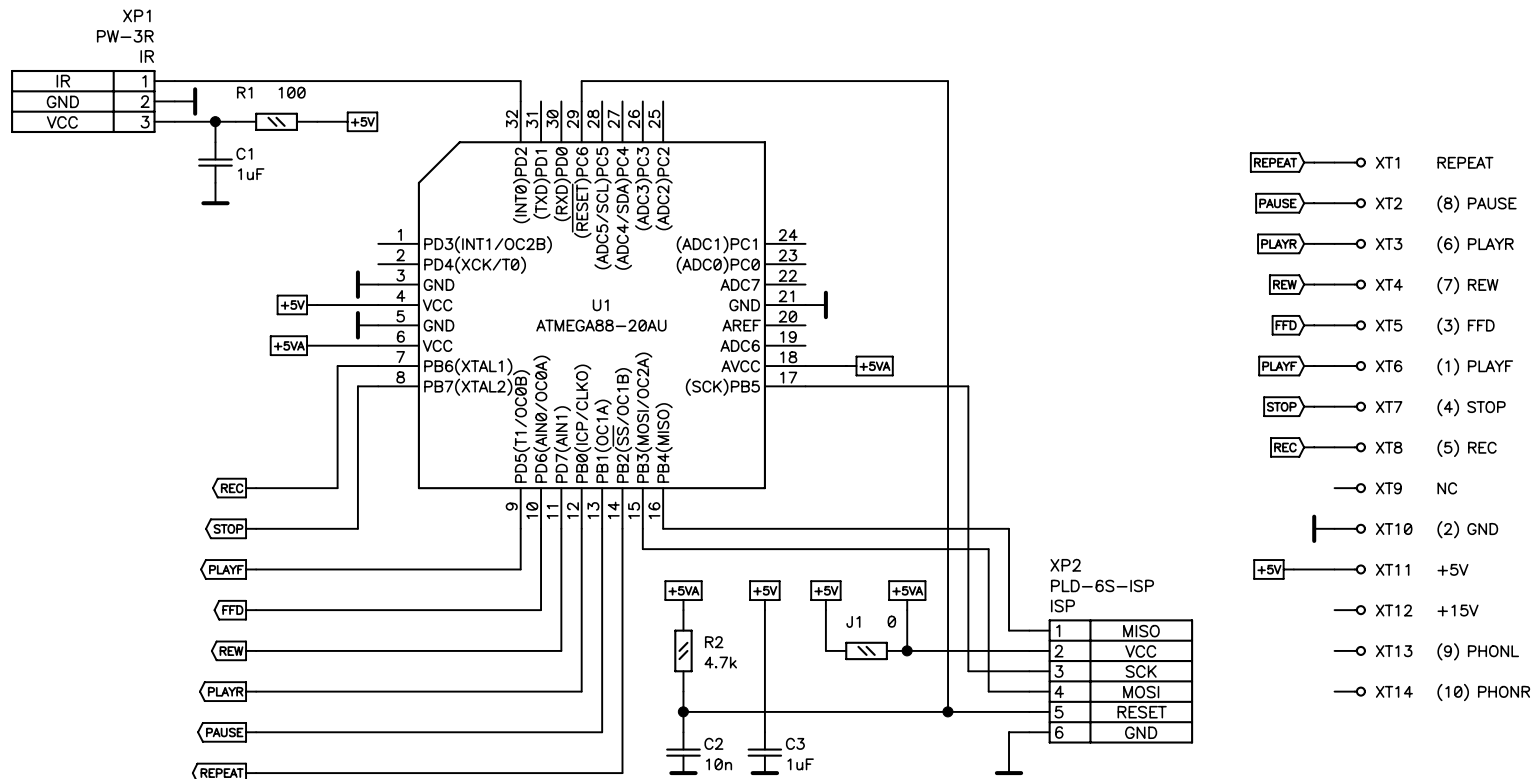 XP1
PW-3R
IR
IR 1
GND 2
VCC 3
R1 100
+5V
C1
1uF
32 31 30 29 28 27 26 25
(INT0)PD2
(TXD)PD1
(RXD)PD0
(RESET)PC6
(ADC5/SCL)PC5
(ADC4/SDA)PC4
(ADC3)PC3
(ADC2)PC2
1 PD3(INT1/OC2B)
2 PD4(XCK/T0)
3 GND
+5V 4 VCC
5 GND
+5VA 6 VCC
7 PB6(XTAL1)
8 PB7(XTAL2)
U1
ATMEGA88-20AU
(ADC1)PC1 24
(ADC0)PC0 23
ADC7 22
GND 21
AREF 20
ADC6 19
AVCC 18 +5VA
(SCK)PB5 17
PD5(T1/OC0B)
PD6(AIN0/OC0A)
PD7(AIN1)
PB0(ICP/CLKO)
PB1(OC1A)
PB2(SS/OC1B)
PB3(MOSI/OC2A)
PB4(MISO)
9 10 11 12 13 14 15 16
REC
STOP
PLAYF
FFD
REW
PLAYR
PAUSE
REPEAT
+5VA +5V +5V +5VA
R2
4.7k
J1 0
C2
10n
C3
1uF
XP2
PLD-6S-ISP
ISP
1 MISO
2 VCC
3 SCK
4 MOSI
5 RESET
6 GND
REPEAT XT1 REPEAT
PAUSE XT2 (8) PAUSE
PLAYR XT3 (6) PLAYR
REW XT4 (7) REW
FFD XT5 (3) FFD
PLAYF XT6 (1) PLAYF
STOP XT7 (4) STOP
REC XT8 (5) REC
XT9 NC
XT10 (2) GND
+5V XT11 +5V
XT12 +15V
XT13 (9) PHONL
XT14 (10) PHONR